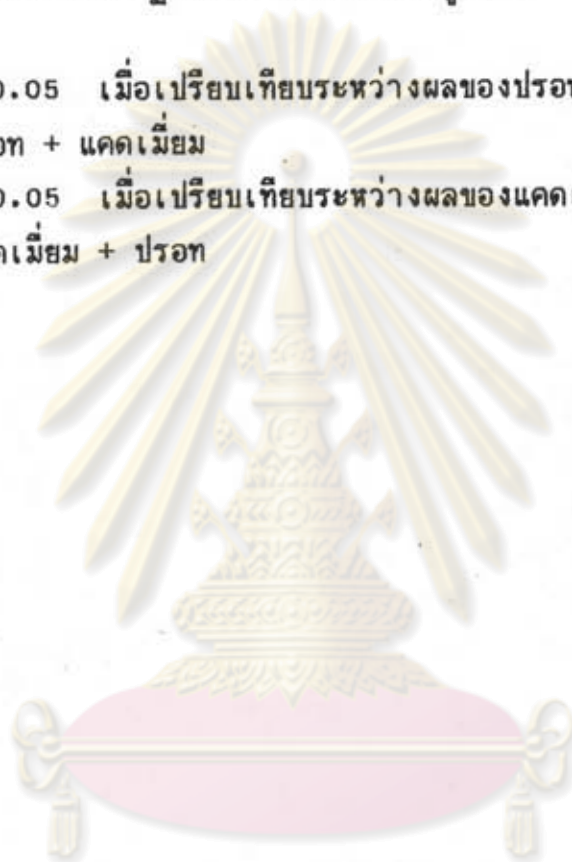 0.05 เมื่อเปรียบเทียบระหว่างผลของปรอท
อท + แคดเมี่ยม
0.05 เมื่อเปรียบเทียบระหว่างผลของแคด
ดเมี่ยม + ปรอท